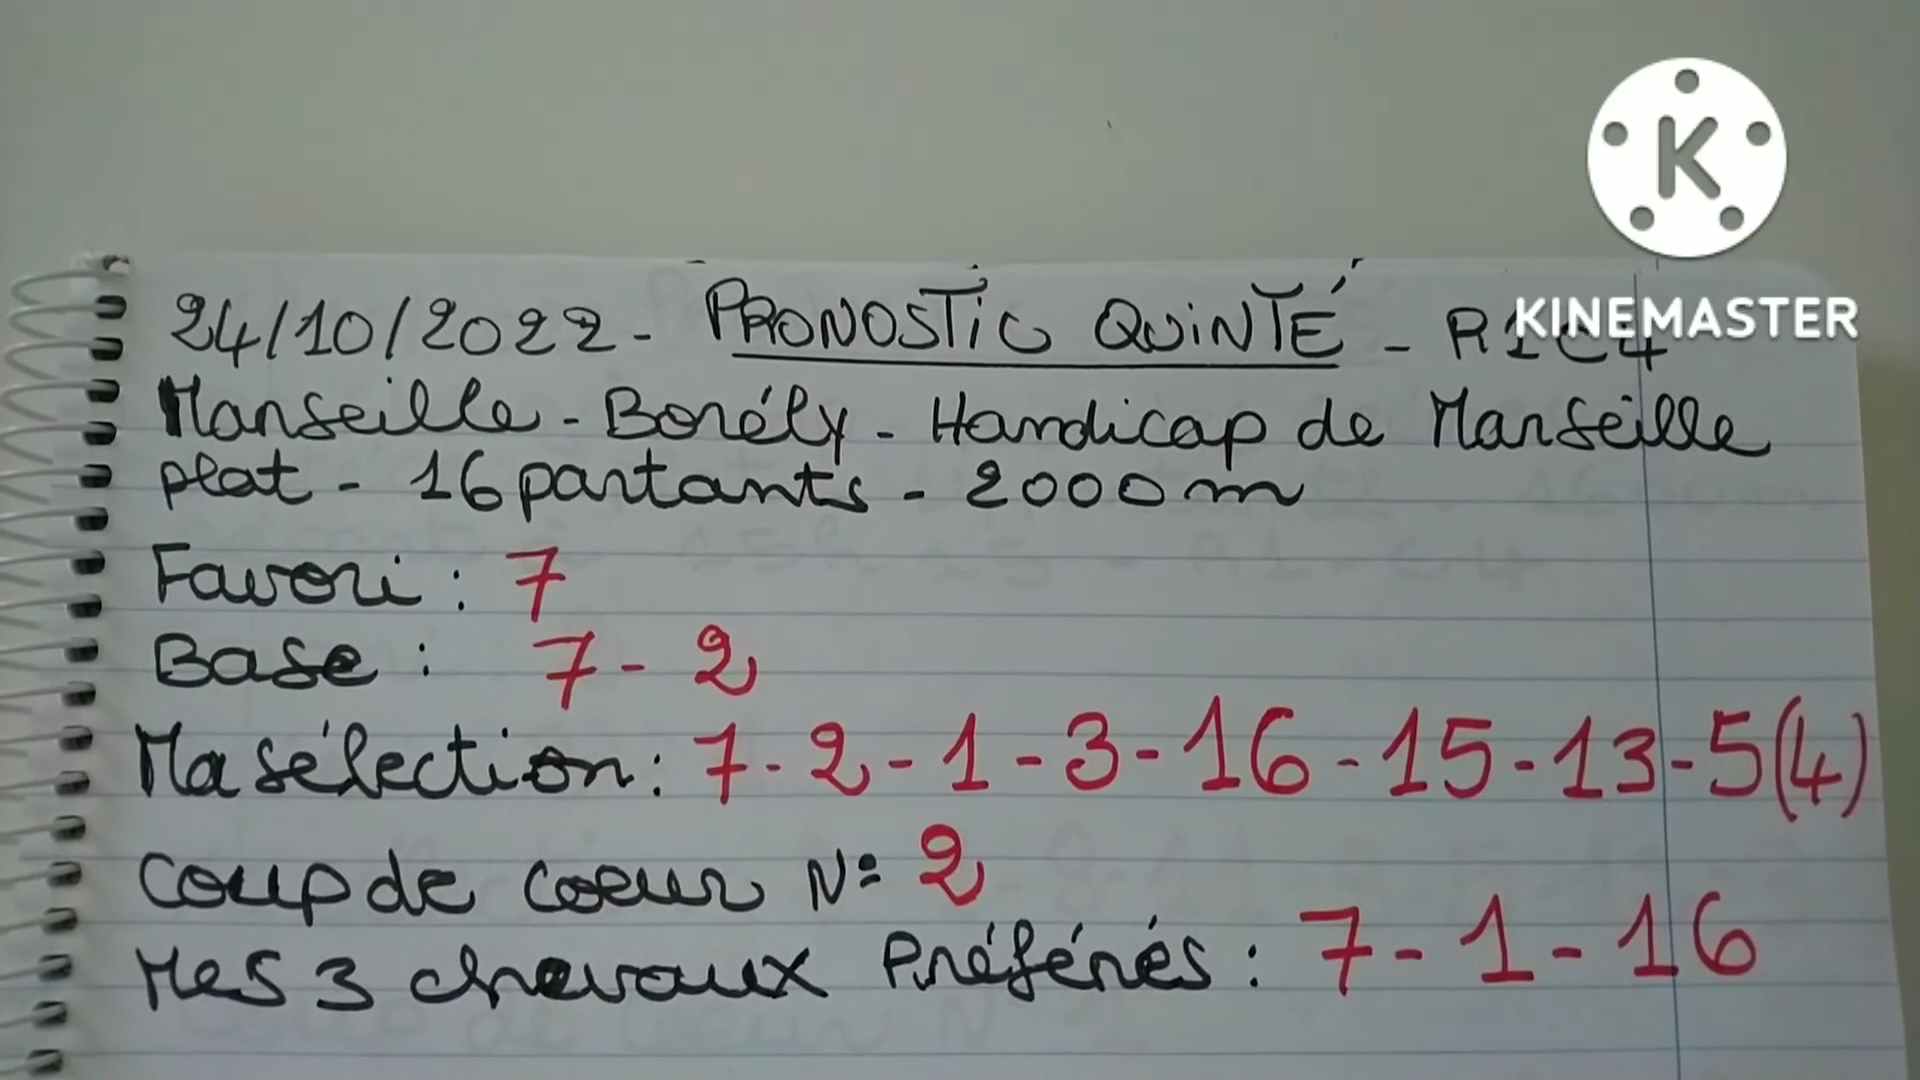 K
KINEMASTER
24/10/2022 - PRONOSTIC QUINTÉ - R1C4
Marseille - Borély - Handicap de Marseille
plat - 16 partants - 2000m
Favori : 7
Base : 7 - 2
Ma sélection : 7 - 2 - 1 - 3 - 16 - 15 - 13 - 5 (4)
Coup de coeur N° 2
Mes 3 chevaux Préférés : 7 - 1 - 16